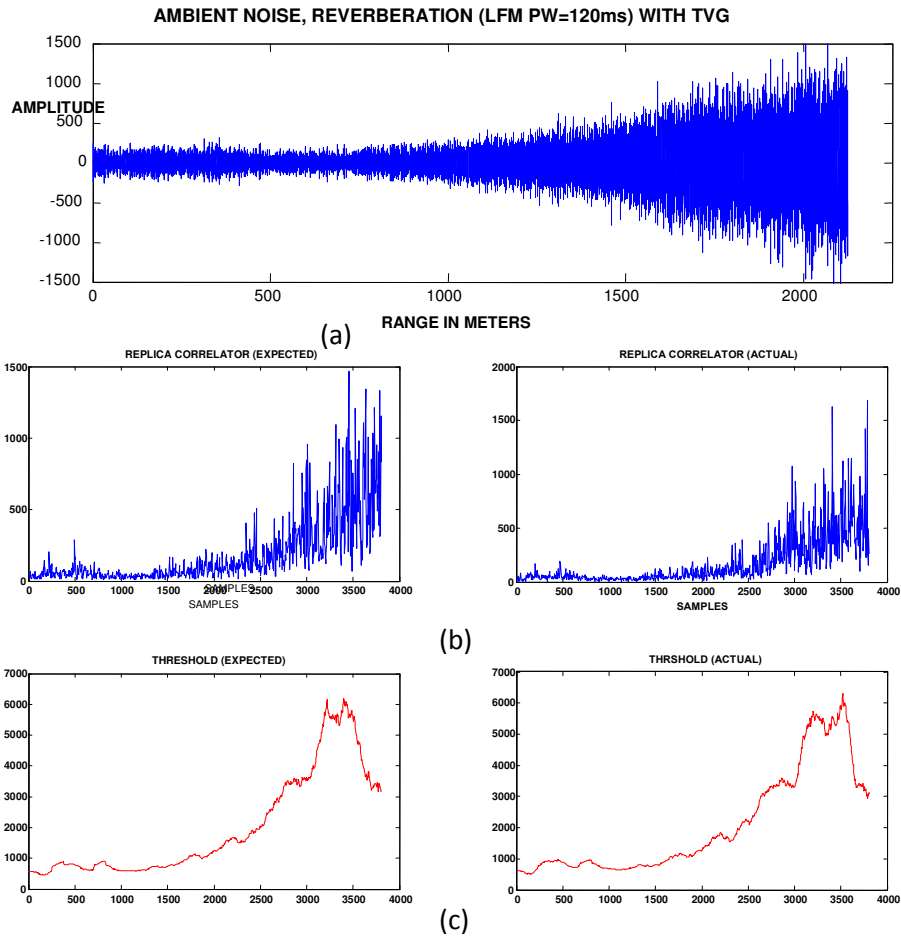 AMBIENT NOISE, REVERBERATION (LFM PW=120ms) WITH TVG
1500
1000
AMPLITUDE
500
0
-500
-1000
-1500
0 500 1000 1500 2000
RANGE IN METERS
(a)
REPLICA CORRELATOR (EXPECTED)
1500
1000
500
0
0 500 1000 1500 2000 2500 3000 3500 4000
SAMPLES
SAMPLES
REPLICA CORRELATOR (ACTUAL)
2000
1500
1000
500
0
0 500 1000 1500 2000 2500 3000 3500 4000
SAMPLES
(b)
THRESHOLD (EXPECTED)
7000
6000
5000
4000
3000
2000
1000
0
0 500 1000 1500 2000 2500 3000 3500 4000
THRSHOLD (ACTUAL)
7000
6000
5000
4000
3000
2000
1000
0
0 500 1000 1500 2000 2500 3000 3500 4000
(c)